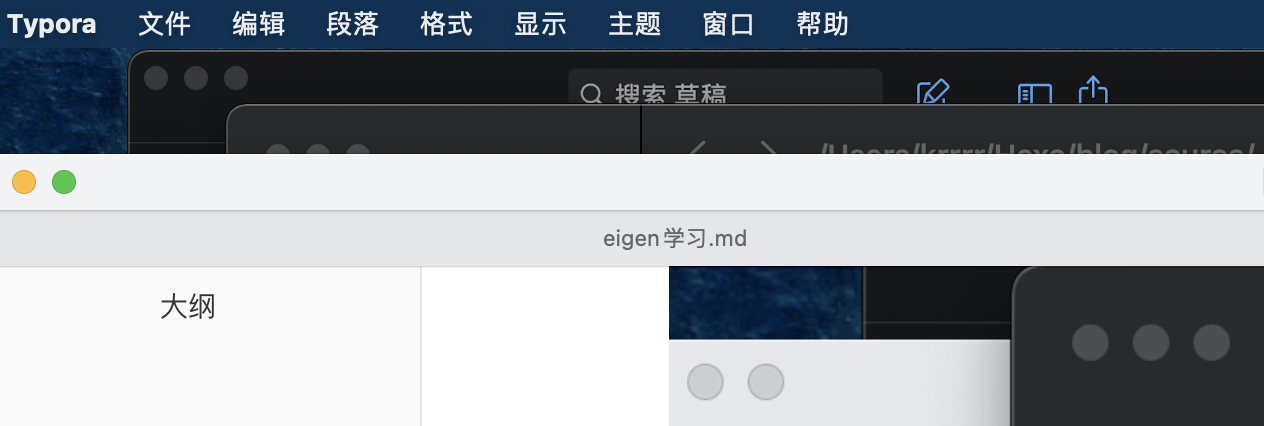 Typora 文件 编辑 段落 格式 显示 主题 窗口 帮助
搜索 草稿
/Users/krrrr/Hexo/blog/source/
eigen学习.md
大纲